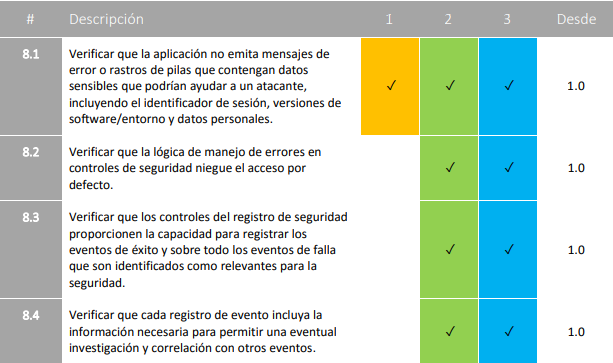 # Descripción 1 2 3 Desde
8.1 Verificar que la aplicación no emita mensajes de
error o rastros de pilas que contengan datos
sensibles que podrían ayudar a un atacante,
incluyendo el identificador de sesión, versiones de
software/entorno y datos personales.
✓ ✓ ✓ 1.0
8.2 Verificar que la lógica de manejo de errores en
controles de seguridad niegue el acceso por
defecto.
✓ ✓ 1.0
8.3 Verificar que los controles del registro de seguridad
proporcionen la capacidad para registrar los
eventos de éxito y sobre todo los eventos de falla
que son identificados como relevantes para la
seguridad.
✓ ✓ 1.0
8.4 Verificar que cada registro de evento incluya la
información necesaria para permitir una eventual
investigación y correlación con otros eventos.
✓ ✓ 1.0